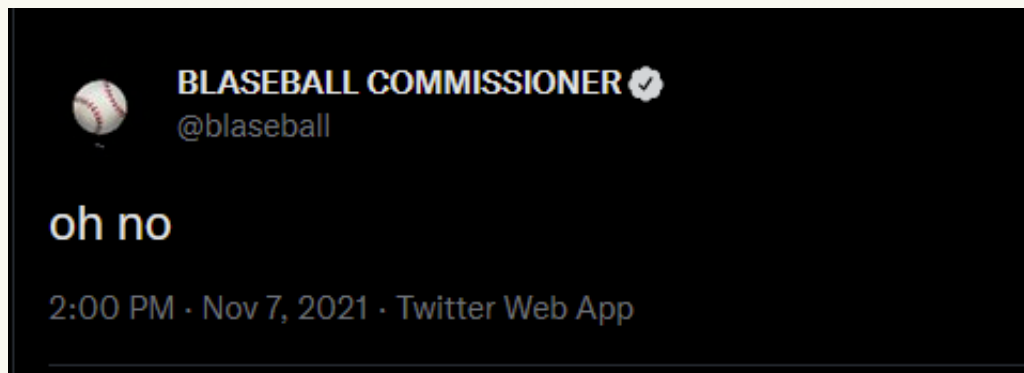 BLASEBALL COMMISSIONER
@blaseball
oh no
2:00 PM · Nov 7, 2021 · Twitter Web App